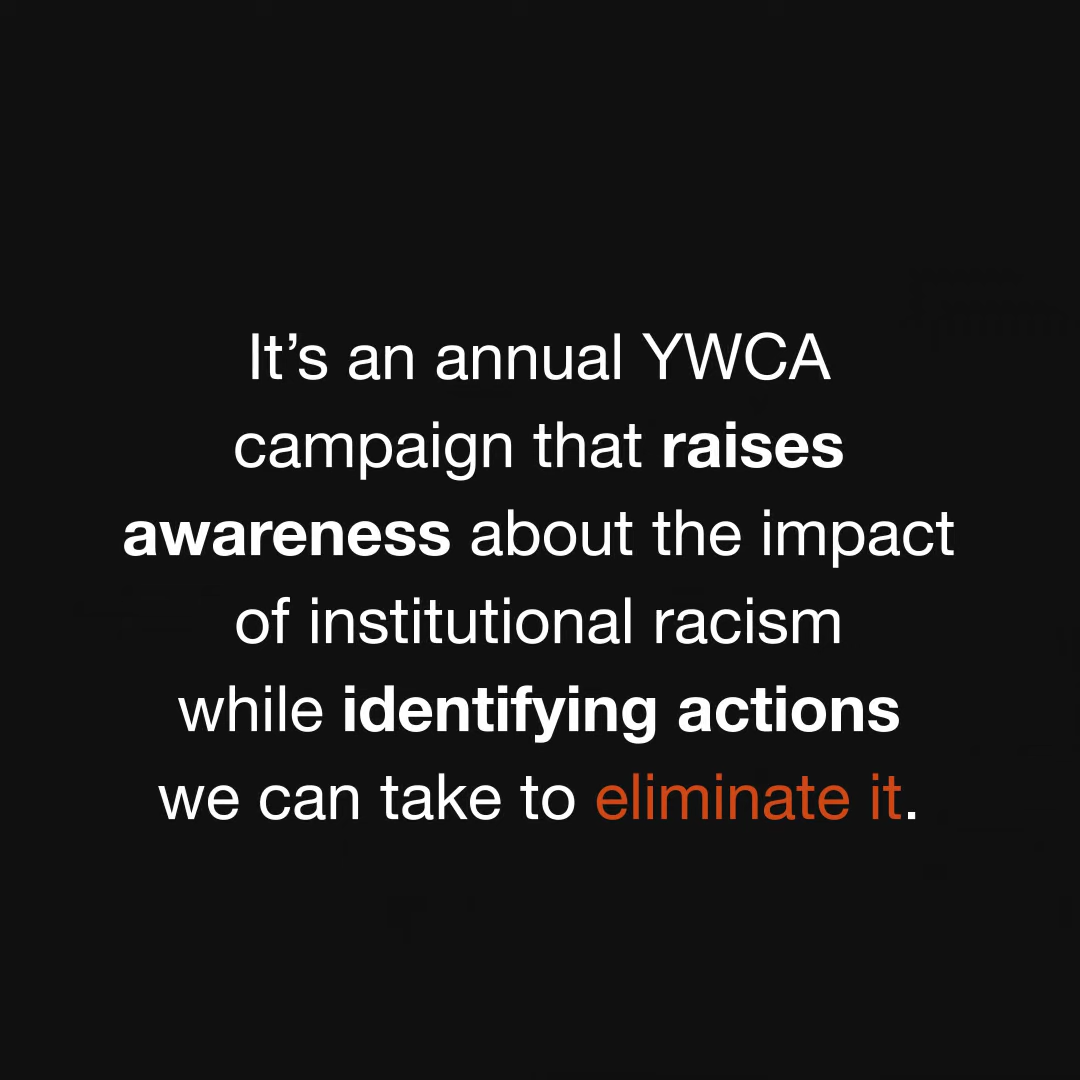 It’s an annual YWCA
campaign that raises
awareness about the impact
of institutional racism
while identifying actions
we can take to eliminate it.